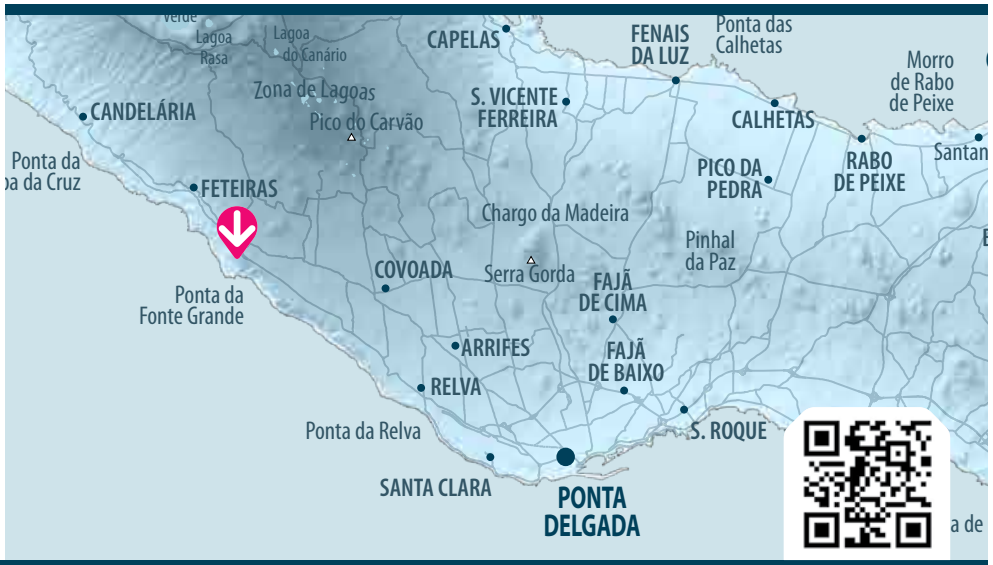 Verde
Lagoa
Rasa
Lagoa
do Canário
Zona de Lagoas
Pico do Carvão
CANDELÁRIA
Ponta da
ba da Cruz
FETEIRAS
Ponta da
Fonte Grande
CAPELAS
FENAIS
DA LUZ
Ponta das
Calhetas
Morro
de Rabo
de Peixe
S. VICENTE
FERREIRA
CALHETAS
PICO DA
PEDRA
RABO
DE PEIXE
Santan
Chargo da Madeira
Pinhal
da Paz
Serra Gorda
COVOADA
FAJÃ
DE CIMA
ARRIFES
FAJÃ
DE BAIXO
RELVA
Ponta da Relva
S. ROQUE
SANTA CLARA
PONTA
DELGADA
a de